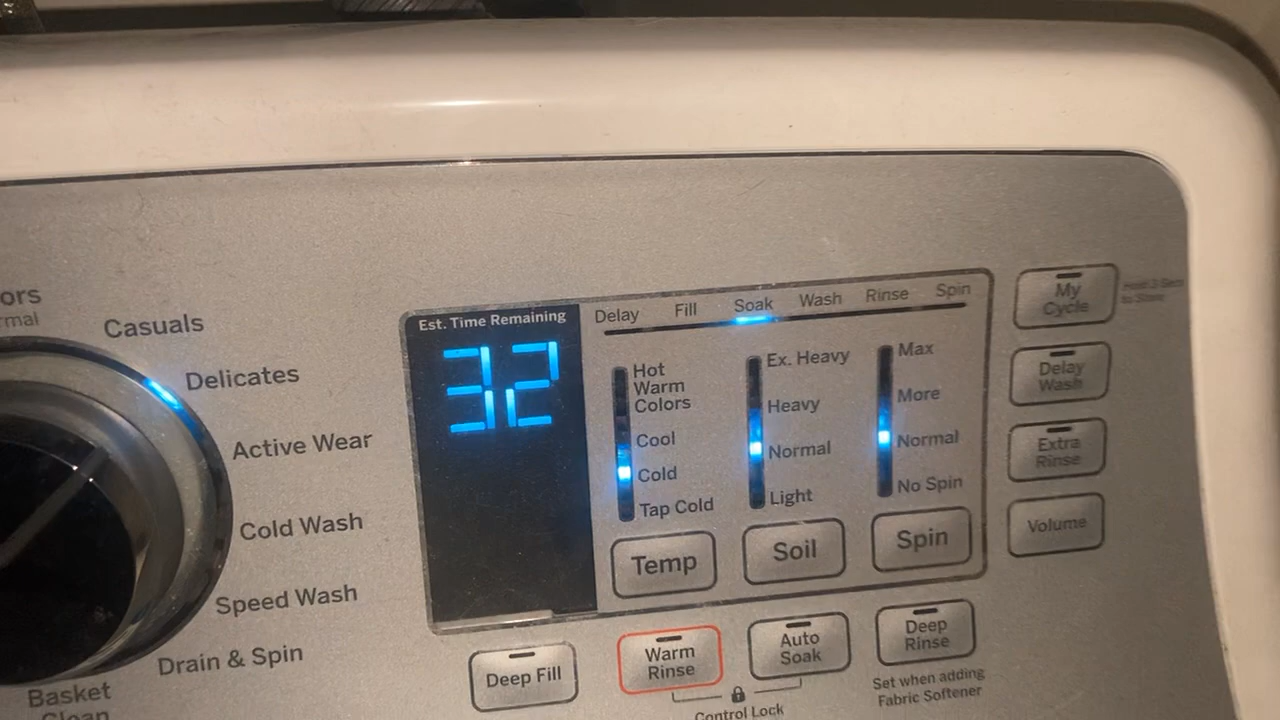 ors
rmal
Casuals
Delicates
Active Wear
Cold Wash
Speed Wash
Drain & Spin
Basket
Clean
Est. Time Remaining
32
Delay Fill Soak Wash Rinse Spin
Hot
Warm
Colors
Cool
Cold
Tap Cold
Temp
Ex. Heavy
Heavy
Normal
Light
Soil
Max
More
Normal
No Spin
Spin
My
Cycle
Hold 3 Secs
to Store
Delay
Wash
Extra
Rinse
Volume
Deep Fill
Warm
Rinse
Auto
Soak
Control Lock
Deep
Rinse
Set when adding
Fabric Softener